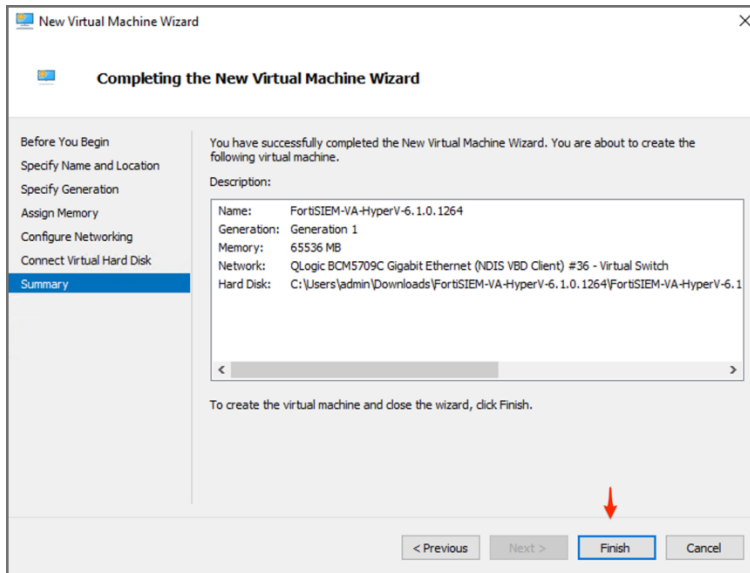 New Virtual Machine Wizard
Completing the New Virtual Machine Wizard
Before You Begin
Specify Name and Location
Specify Generation
Assign Memory
Configure Networking
Connect Virtual Hard Disk
Summary
You have successfully completed the New Virtual Machine Wizard. You are about to create the
following virtual machine.
Description:
Name: FortiSIEM-VA-HyperV-6.1.0.1264
Generation: Generation 1
Memory: 65536 MB
Network: QLogic BCM5709C Gigabit Ethernet (NDIS VBD Client) #36 - Virtual Switch
Hard Disk: C:\Users\admin\Downloads\FortiSIEM-VA-HyperV-6.1.0.1264\FortiSIEM-VA-HyperV-6.1
To create the virtual machine and close the wizard, click Finish.
< Previous
Next >
Finish
Cancel